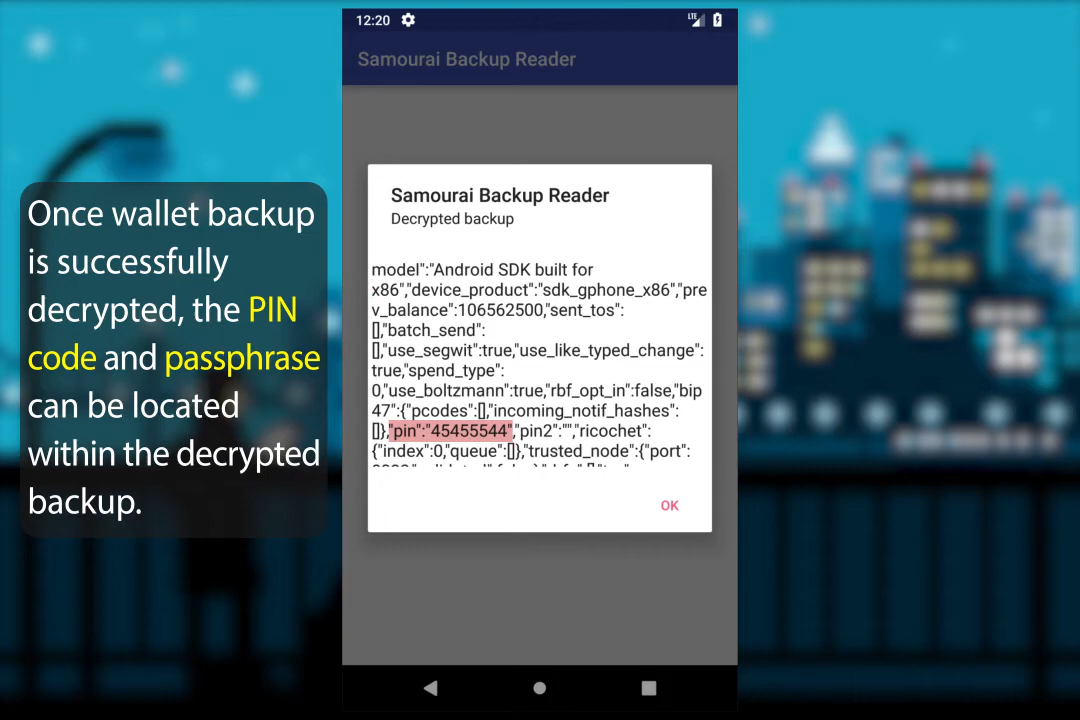 Once wallet backup
is successfully
decrypted, the PIN
code and passphrase
can be located
within the decrypted
backup.
12:20
LTE
Samourai Backup Reader
Samourai Backup Reader
Decrypted backup
model":"Android SDK built for
x86","device_product":"sdk_gphone_x86","pre
v_balance":106562500,"sent_tos":
[],"batch_send":
[],"use_segwit":true,"use_like_typed_change":
true,"spend_type":
0,"use_boltzmann":true,"rbf_opt_in":false,"bip
47":{"pcodes":[],"incoming_notif_hashes":
[]},"pin":"45455544","pin2":"","ricochet":
{"index":0,"queue":[]},"trusted_node":{"port":
OK